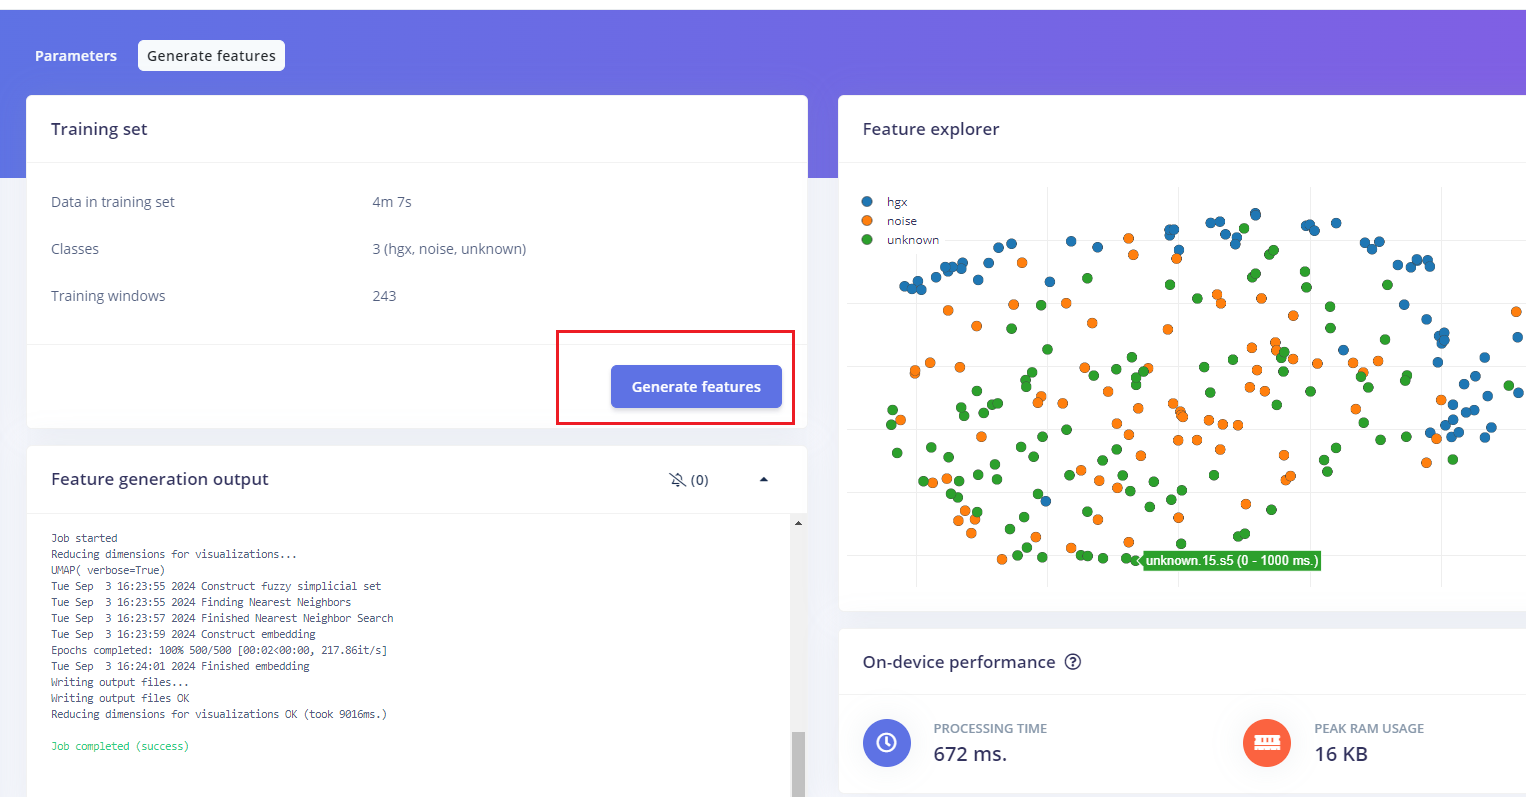 Parameters
Generate features
Training set
Data in training set 4m 7s
Classes 3 (hgx, noise, unknown)
Training windows 243
Generate features
Feature generation output (0)
Job started
Reducing dimensions for visualizations...
UMAP( verbose=True)
Tue Sep  3 16:23:55 2024 Construct fuzzy simplicial set
Tue Sep  3 16:23:55 2024 Finding Nearest Neighbors
Tue Sep  3 16:23:57 2024 Finished Nearest Neighbor Search
Tue Sep  3 16:23:59 2024 Construct embedding
Epochs completed: 100% 500/500 [00:02<00:00, 217.86it/s]
Tue Sep  3 16:24:01 2024 Finished embedding
Writing output files...
Writing output files OK
Reducing dimensions for visualizations OK (took 9016ms.)
Job completed (success)
Feature explorer
hgx
noise
unknown
unknown.15.s5 (0 - 1000 ms.)
On-device performance ?
PROCESSING TIME
672 ms.
PEAK RAM USAGE
16 KB